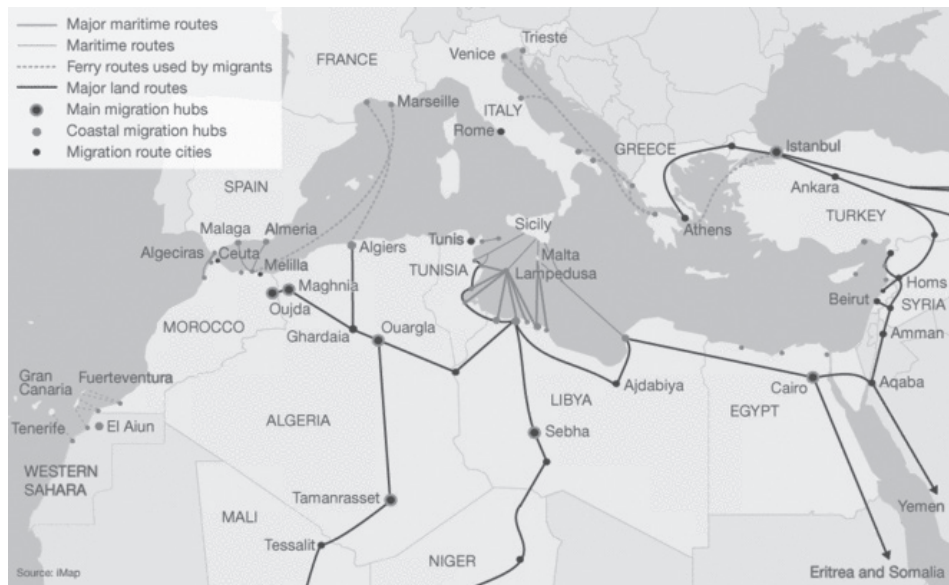 Major maritime routes
Maritime routes
Ferry routes used by migrants
Major land routes
Main migration hubs
Coastal migration hubs
Migration route cities
Trieste
Venice
FRANCE
Marseille
ITALY
Rome
GREECE
Istanbul
Ankara
SPAIN
TURKEY
Malaga
Almeria
Sicily
Athens
Algeciras
Ceuta
Algiers
Tunis
Malta
Melilla
TUNISIA
Lampedusa
Maghnia
Homs
Oujda
Beirut
SYRIA
MOROCCO
Ghardaia
Ouargla
Amman
Gran
Canaria
Fuerteventura
Ajdabiya
Cairo
Aqaba
LIBYA
EGYPT
ALGERIA
Tenerife
El Aiun
Sebha
WESTERN
SAHARA
Tamanrasset
Yemen
MALI
Tessalit
NIGER
Source: iMap
Eritrea and Somalia